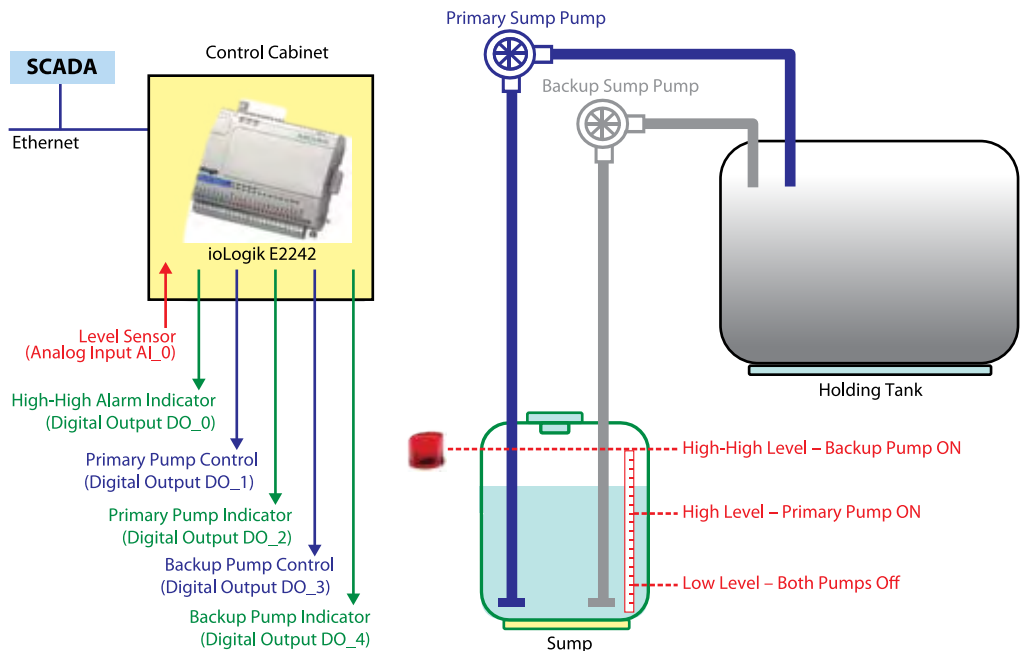 Primary Sump Pump
Control Cabinet
SCADA
Backup Sump Pump
Ethernet
ioLogik E2242
Level Sensor
(Analog Input AI_0)
Holding Tank
High-High Alarm Indicator
(Digital Output DO_0)
High-High Level – Backup Pump ON
Primary Pump Control
(Digital Output DO_1)
High Level – Primary Pump ON
Primary Pump Indicator
(Digital Output DO_2)
Backup Pump Control
(Digital Output DO_3)
Low Level – Both Pumps Off
Backup Pump Indicator
(Digital Output DO_4)
Sump